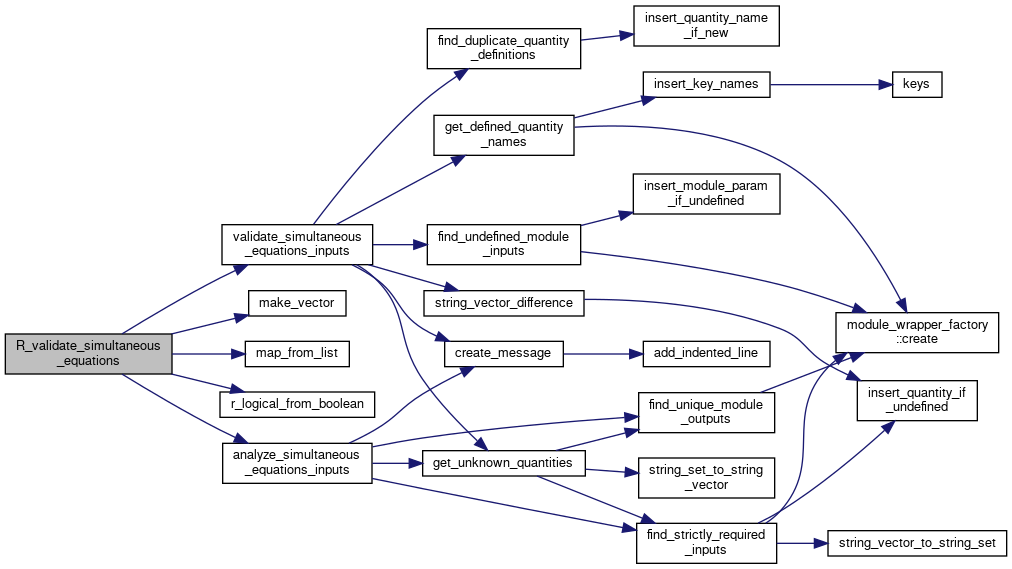 R_validate_simultaneous
_equations
validate_simultaneous
_equations_inputs
make_vector
map_from_list
r_logical_from_boolean
analyze_simultaneous
_equations_inputs
find_duplicate_quantity
_definitions
get_defined_quantity
_names
find_undefined_module
_inputs
string_vector_difference
create_message
get_unknown_quantities
insert_quantity_name
_if_new
insert_key_names
insert_module_param
_if_undefined
add_indented_line
find_unique_module
_outputs
string_set_to_string
_vector
find_strictly_required
_inputs
keys
module_wrapper_factory
::create
insert_quantity_if
_undefined
string_vector_to_string_set